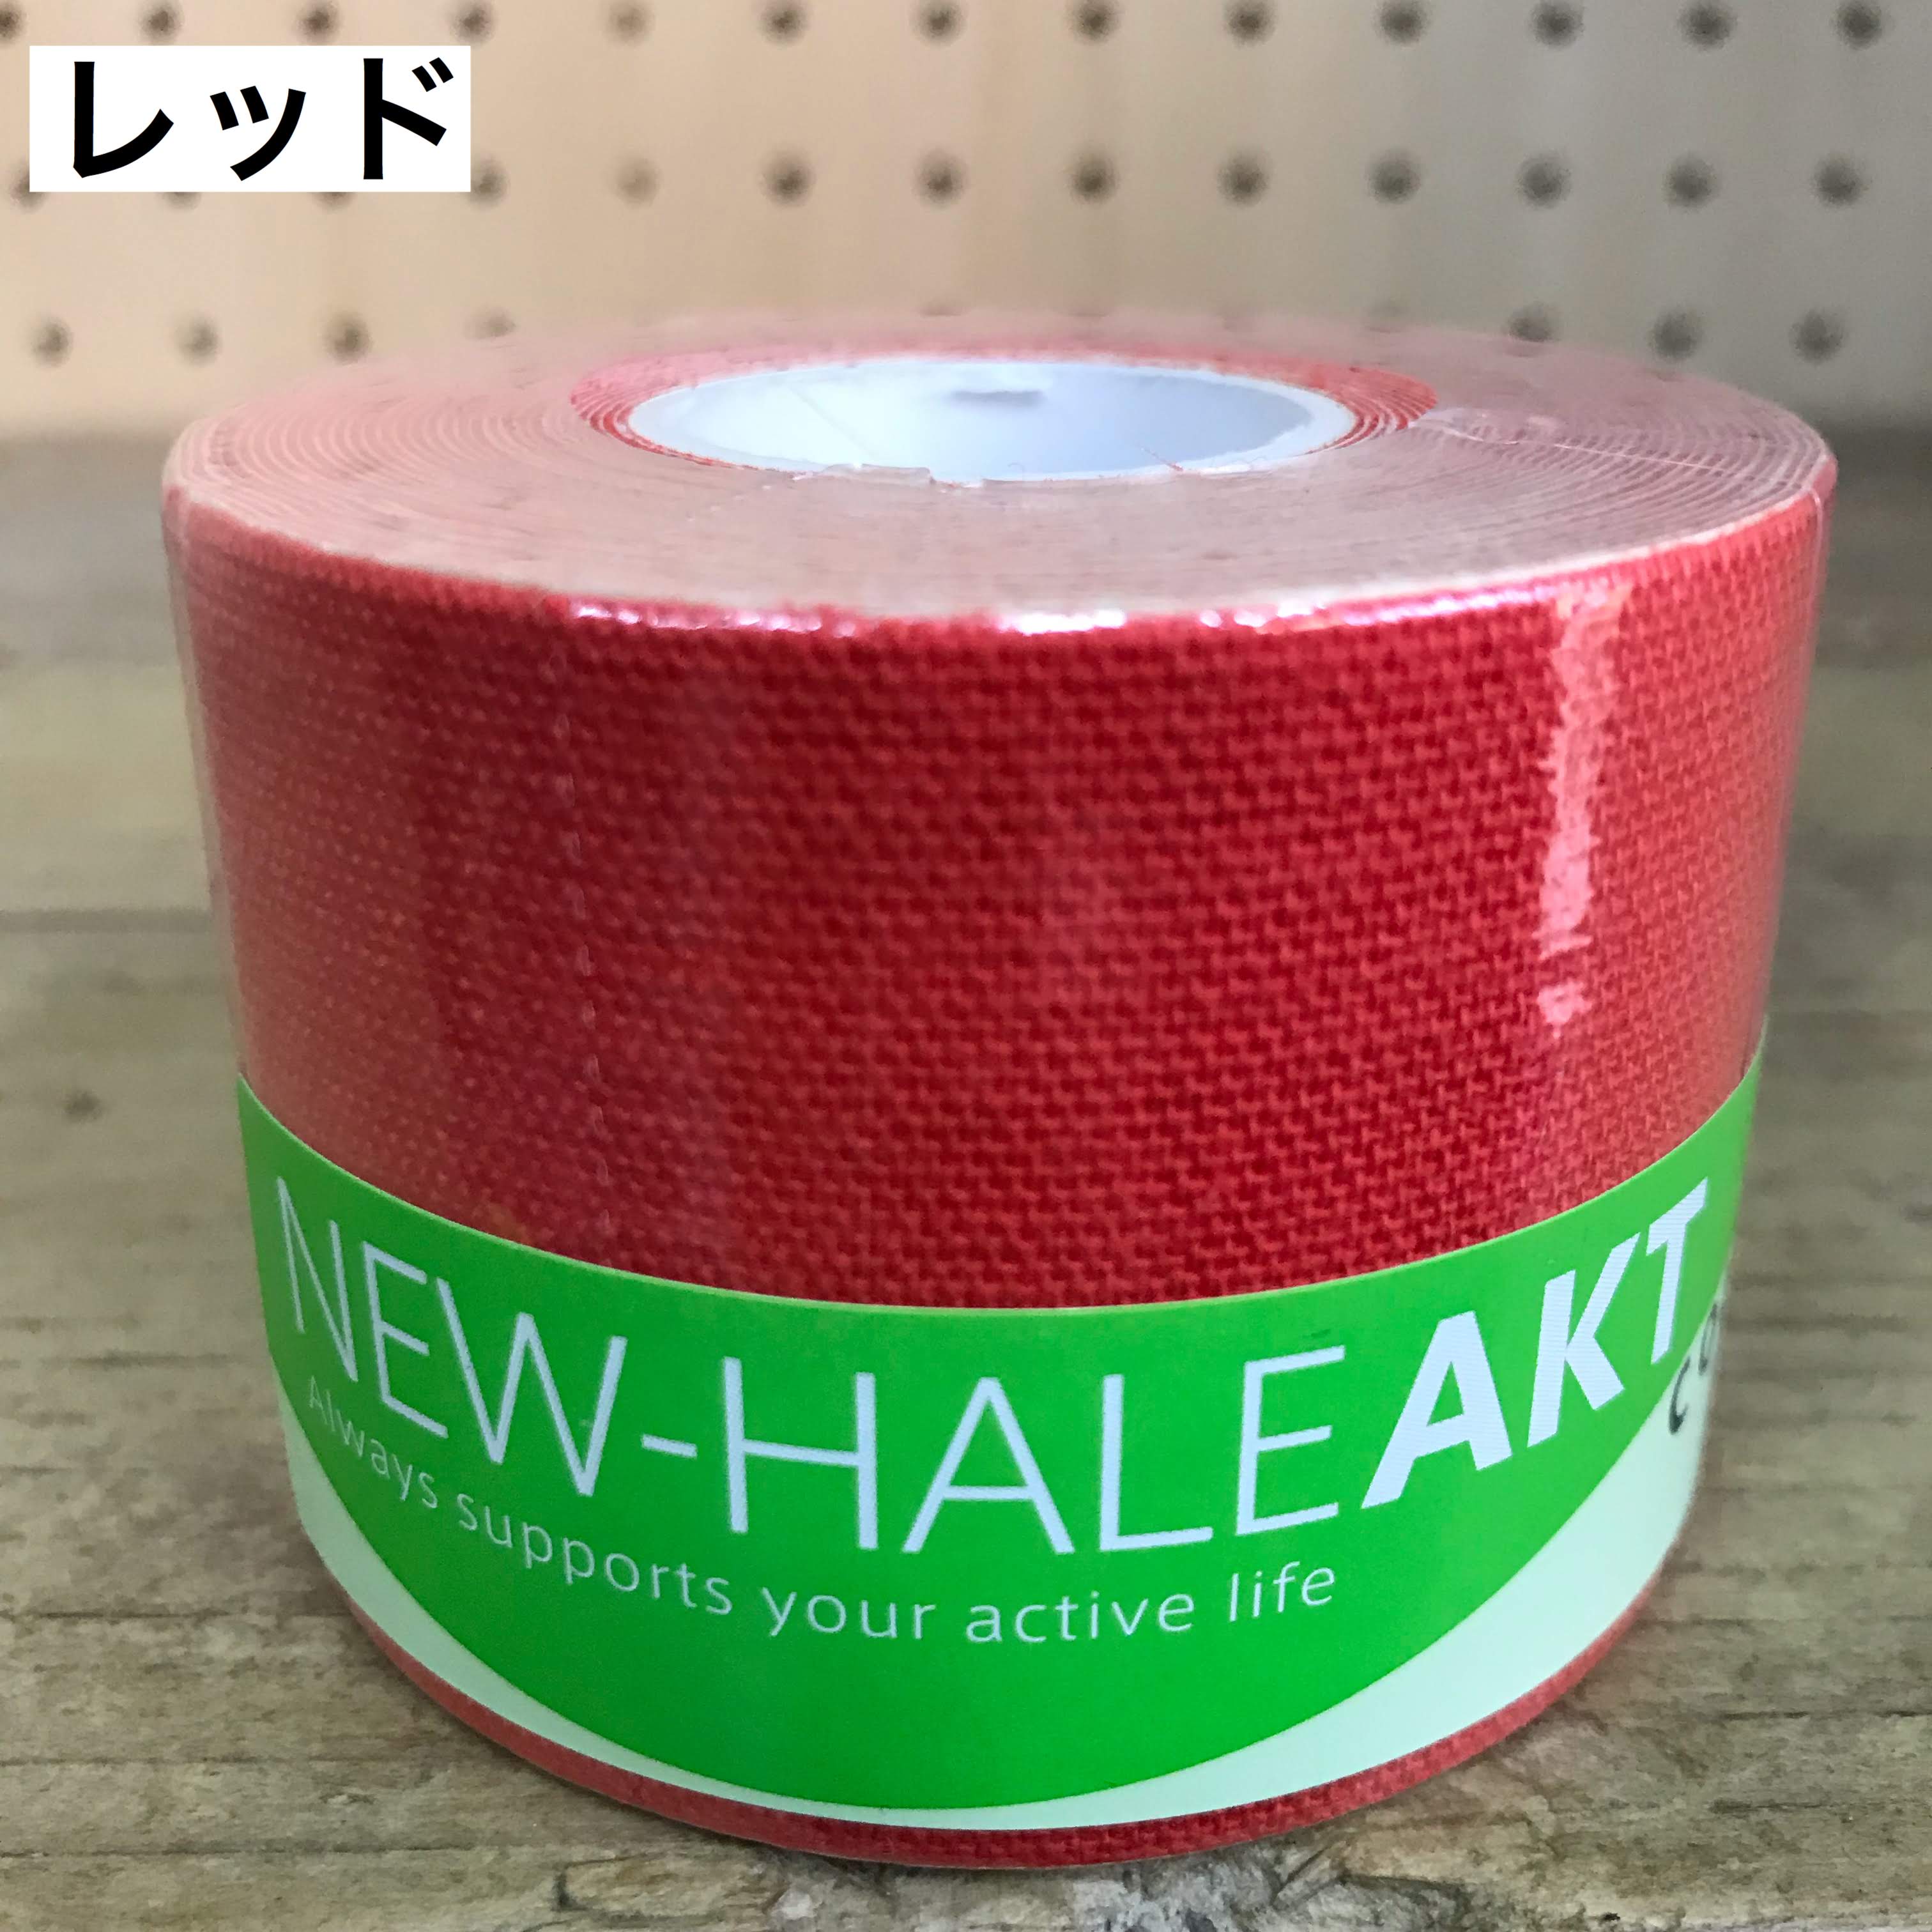 レッド
NEW-HALE AKT
Always supports your active life